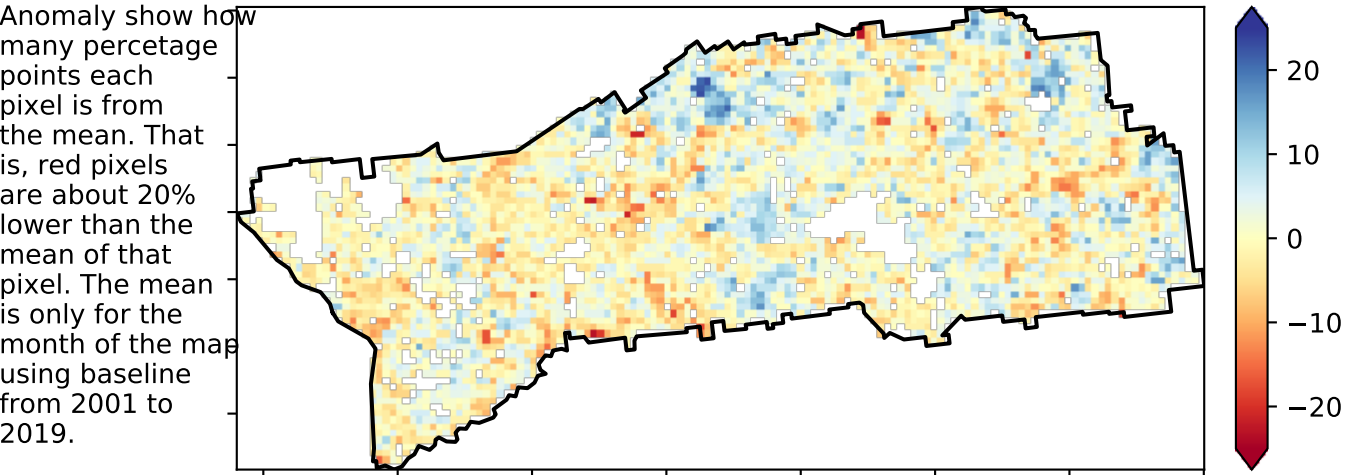 Anomaly show how
many percetage
points each
pixel is from
the mean. That
is, red pixels
are about 20%
lower than the
mean of that
pixel. The mean
is only for the
month of the map
using baseline
from 2001 to
2019.
20
10
0
−10
−20